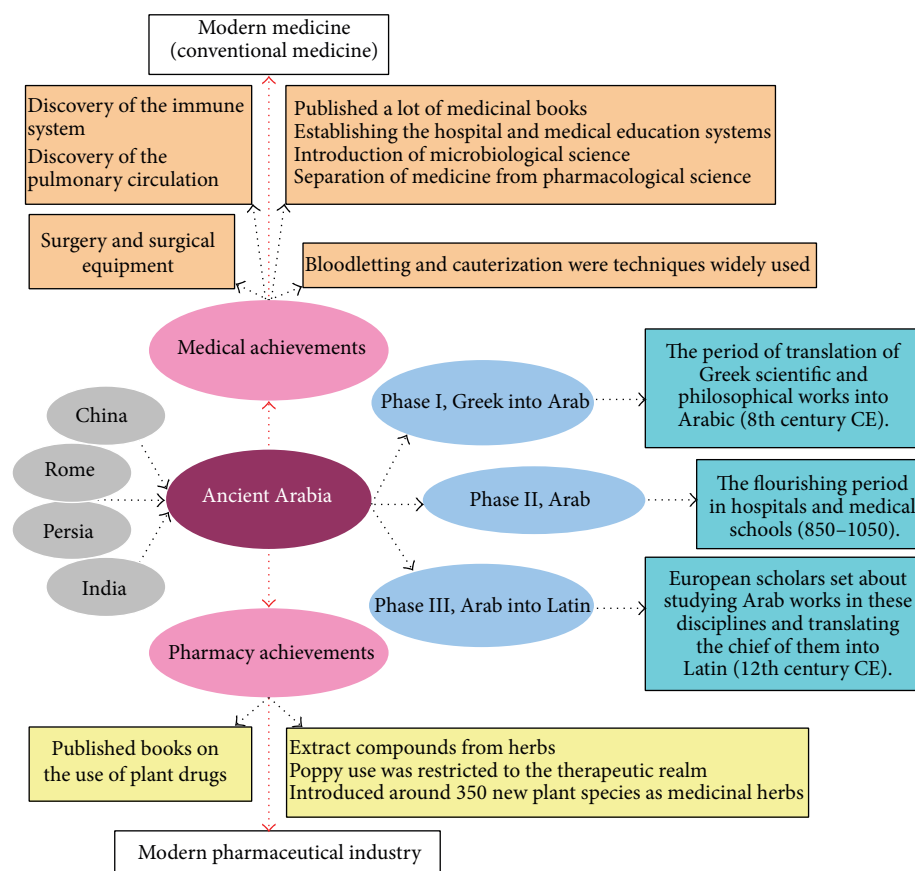 Modern medicine
(conventional medicine)
Discovery of the immune
system
Discovery of the
pulmonary circulation
Published a lot of medicinal books
Establishing the hospital and medical education systems
Introduction of microbiological science
Separation of medicine from pharmacological science
Surgery and surgical
equipment
Bloodletting and cauterization were techniques widely used
Medical achievements
China
Rome
Persia
India
Ancient Arabia
Phase I, Greek into Arab
The period of translation of
Greek scientific and
philosophical works into
Arabic (8th century CE).
Phase II, Arab
The flourishing period
in hospitals and medical
schools (850–1050).
Phase III, Arab into Latin
European scholars set about
studying Arab works in these
disciplines and translating
the chief of them into
Latin (12th century CE).
Pharmacy achievements
Published books on
the use of plant drugs
Extract compounds from herbs
Poppy use was restricted to the therapeutic realm
Introduced around 350 new plant species as medicinal herbs
Modern pharmaceutical industry